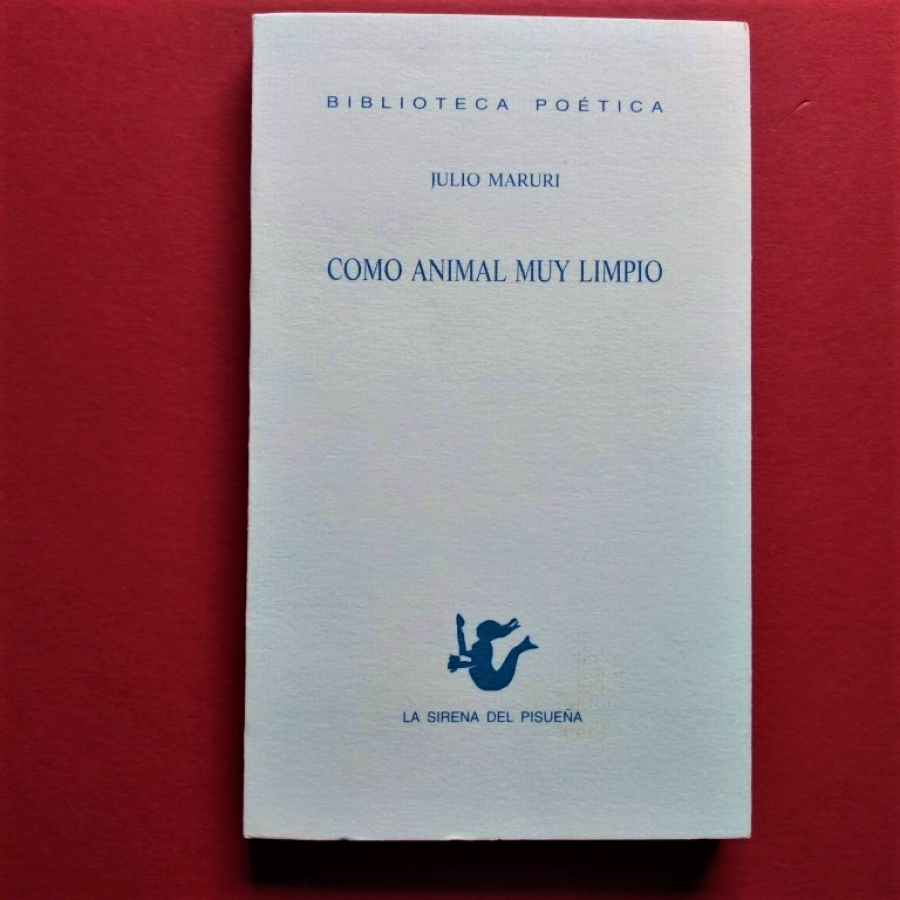 BIBLIOTECA POÉTICA
JULIO MARURI
COMO ANIMAL MUY LIMPIO
LA SIRENA DEL PISUEÑA